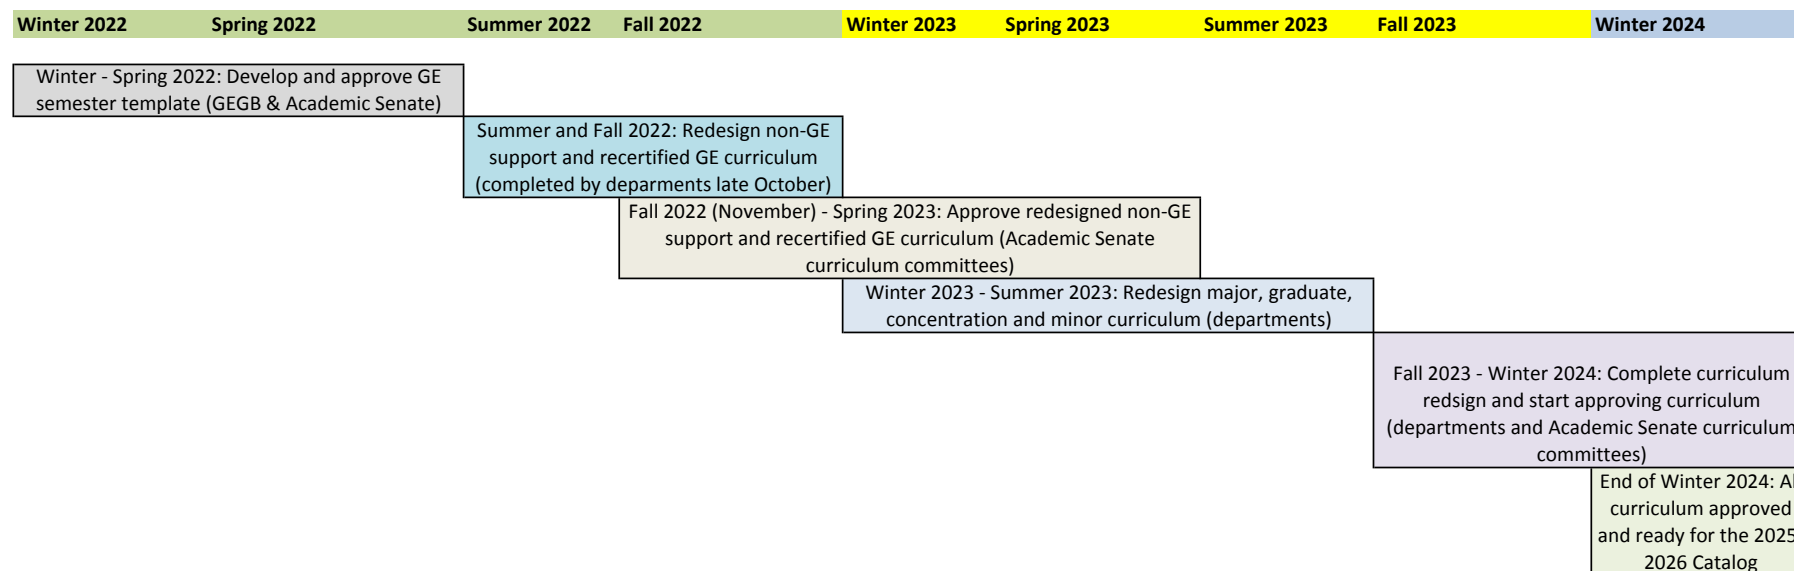 Winter 2022 Spring 2022 Summer 2022 Fall 2022 Winter 2023 Spring 2023 Summer 2023 Fall 2023 Winter 2024
Winter - Spring 2022: Develop and approve GE
semester template (GEGB & Academic Senate)
Summer and Fall 2022: Redesign non-GE
support and recertified GE curriculum
(completed by deparments late October)
Fall 2022 (November) - Spring 2023: Approve redesigned non-GE
support and recertified GE curriculum (Academic Senate
curriculum committees)
Winter 2023 - Summer 2023: Redesign major, graduate,
concentration and minor curriculum (departments)
Fall 2023 - Winter 2024: Complete curriculum
redsign and start approving curriculum
(departments and Academic Senate curriculum
committees)
End of Winter 2024:
curriculum approved
and ready for the 2025
2026 Catalog